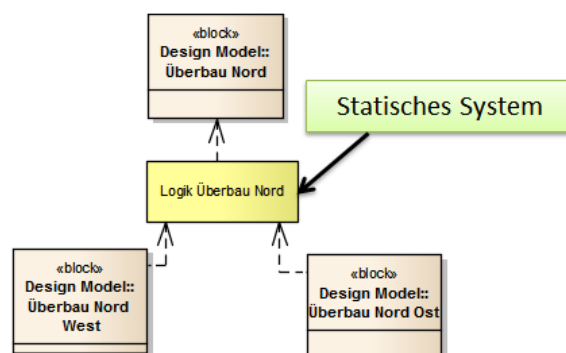 «block»
Design Model::
Überbau Nord
Statisches System
Logik Überbau Nord
«block»
Design Model::
Überbau Nord
West
«block»
Design Model::
Überbau Nord Ost